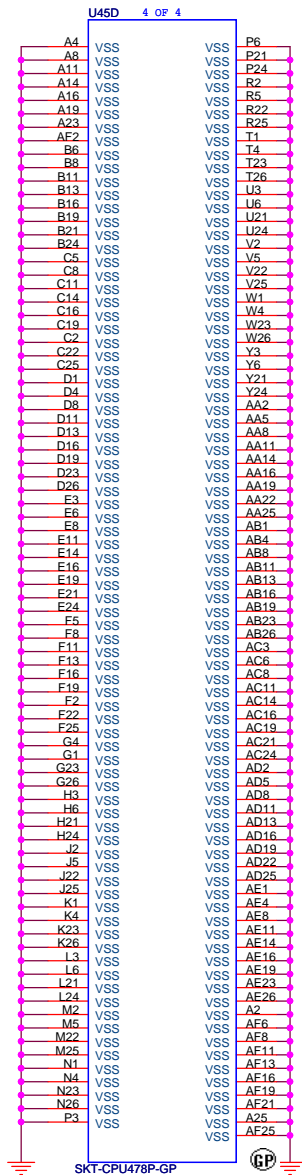 U45D 4 OF 4
A4 VSS VSS P6
A8 VSS VSS P21
A11 VSS VSS P24
A14 VSS VSS R2
A16 VSS VSS R5
A19 VSS VSS R22
A23 VSS VSS R25
AF2 VSS VSS T1
B6 VSS VSS T4
B8 VSS VSS T23
B11 VSS VSS T26
B13 VSS VSS U3
B16 VSS VSS U6
B19 VSS VSS U21
B21 VSS VSS U24
B24 VSS VSS V2
C5 VSS VSS V5
C8 VSS VSS V22
C11 VSS VSS V25
C14 VSS VSS W1
C16 VSS VSS W4
C19 VSS VSS W23
C2 VSS VSS W26
C22 VSS VSS Y3
C25 VSS VSS Y6
D1 VSS VSS Y21
D4 VSS VSS Y24
D8 VSS VSS AA2
D11 VSS VSS AA5
D13 VSS VSS AA8
D16 VSS VSS AA11
D19 VSS VSS AA14
D23 VSS VSS AA16
D26 VSS VSS AA19
E3 VSS VSS AA22
E6 VSS VSS AA25
E8 VSS VSS AB1
E11 VSS VSS AB4
E14 VSS VSS AB8
E16 VSS VSS AB11
E19 VSS VSS AB13
E21 VSS VSS AB16
E24 VSS VSS AB19
F5 VSS VSS AB23
F8 VSS VSS AB26
F11 VSS VSS AC3
F13 VSS VSS AC6
F16 VSS VSS AC8
F19 VSS VSS AC11
F2 VSS VSS AC14
F22 VSS VSS AC16
F25 VSS VSS AC19
G4 VSS VSS AC21
G1 VSS VSS AC24
G23 VSS VSS AD2
G26 VSS VSS AD5
H3 VSS VSS AD8
H6 VSS VSS AD11
H21 VSS VSS AD13
H24 VSS VSS AD16
J2 VSS VSS AD19
J5 VSS VSS AD22
J22 VSS VSS AD25
J25 VSS VSS AE1
K1 VSS VSS AE4
K4 VSS VSS AE8
K23 VSS VSS AE11
K26 VSS VSS AE14
L3 VSS VSS AE16
L6 VSS VSS AE19
L21 VSS VSS AE23
L24 VSS VSS AE26
M2 VSS VSS A2
M5 VSS VSS AF6
M22 VSS VSS AF8
M25 VSS VSS AF11
N1 VSS VSS AF13
N4 VSS VSS AF16
N23 VSS VSS AF19
N26 VSS VSS AF21
P3 VSS VSS A25
VSS AF25
GP
SKT-CPU478P-GP